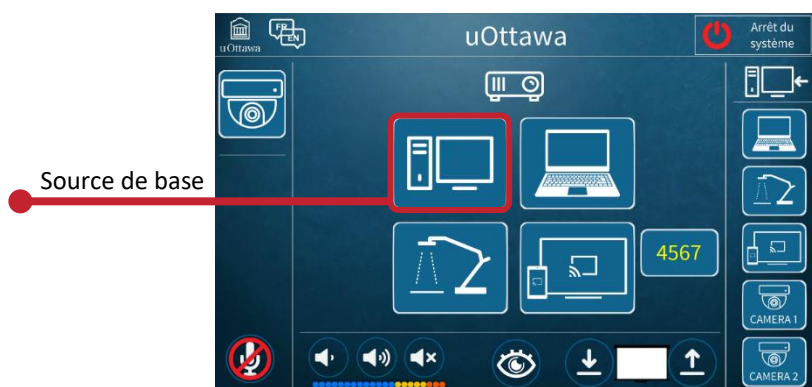 uOttawa
FR
EN
uOttawa
Arrêt du
système
Source de base
4567
CAMERA 1
CAMERA 2